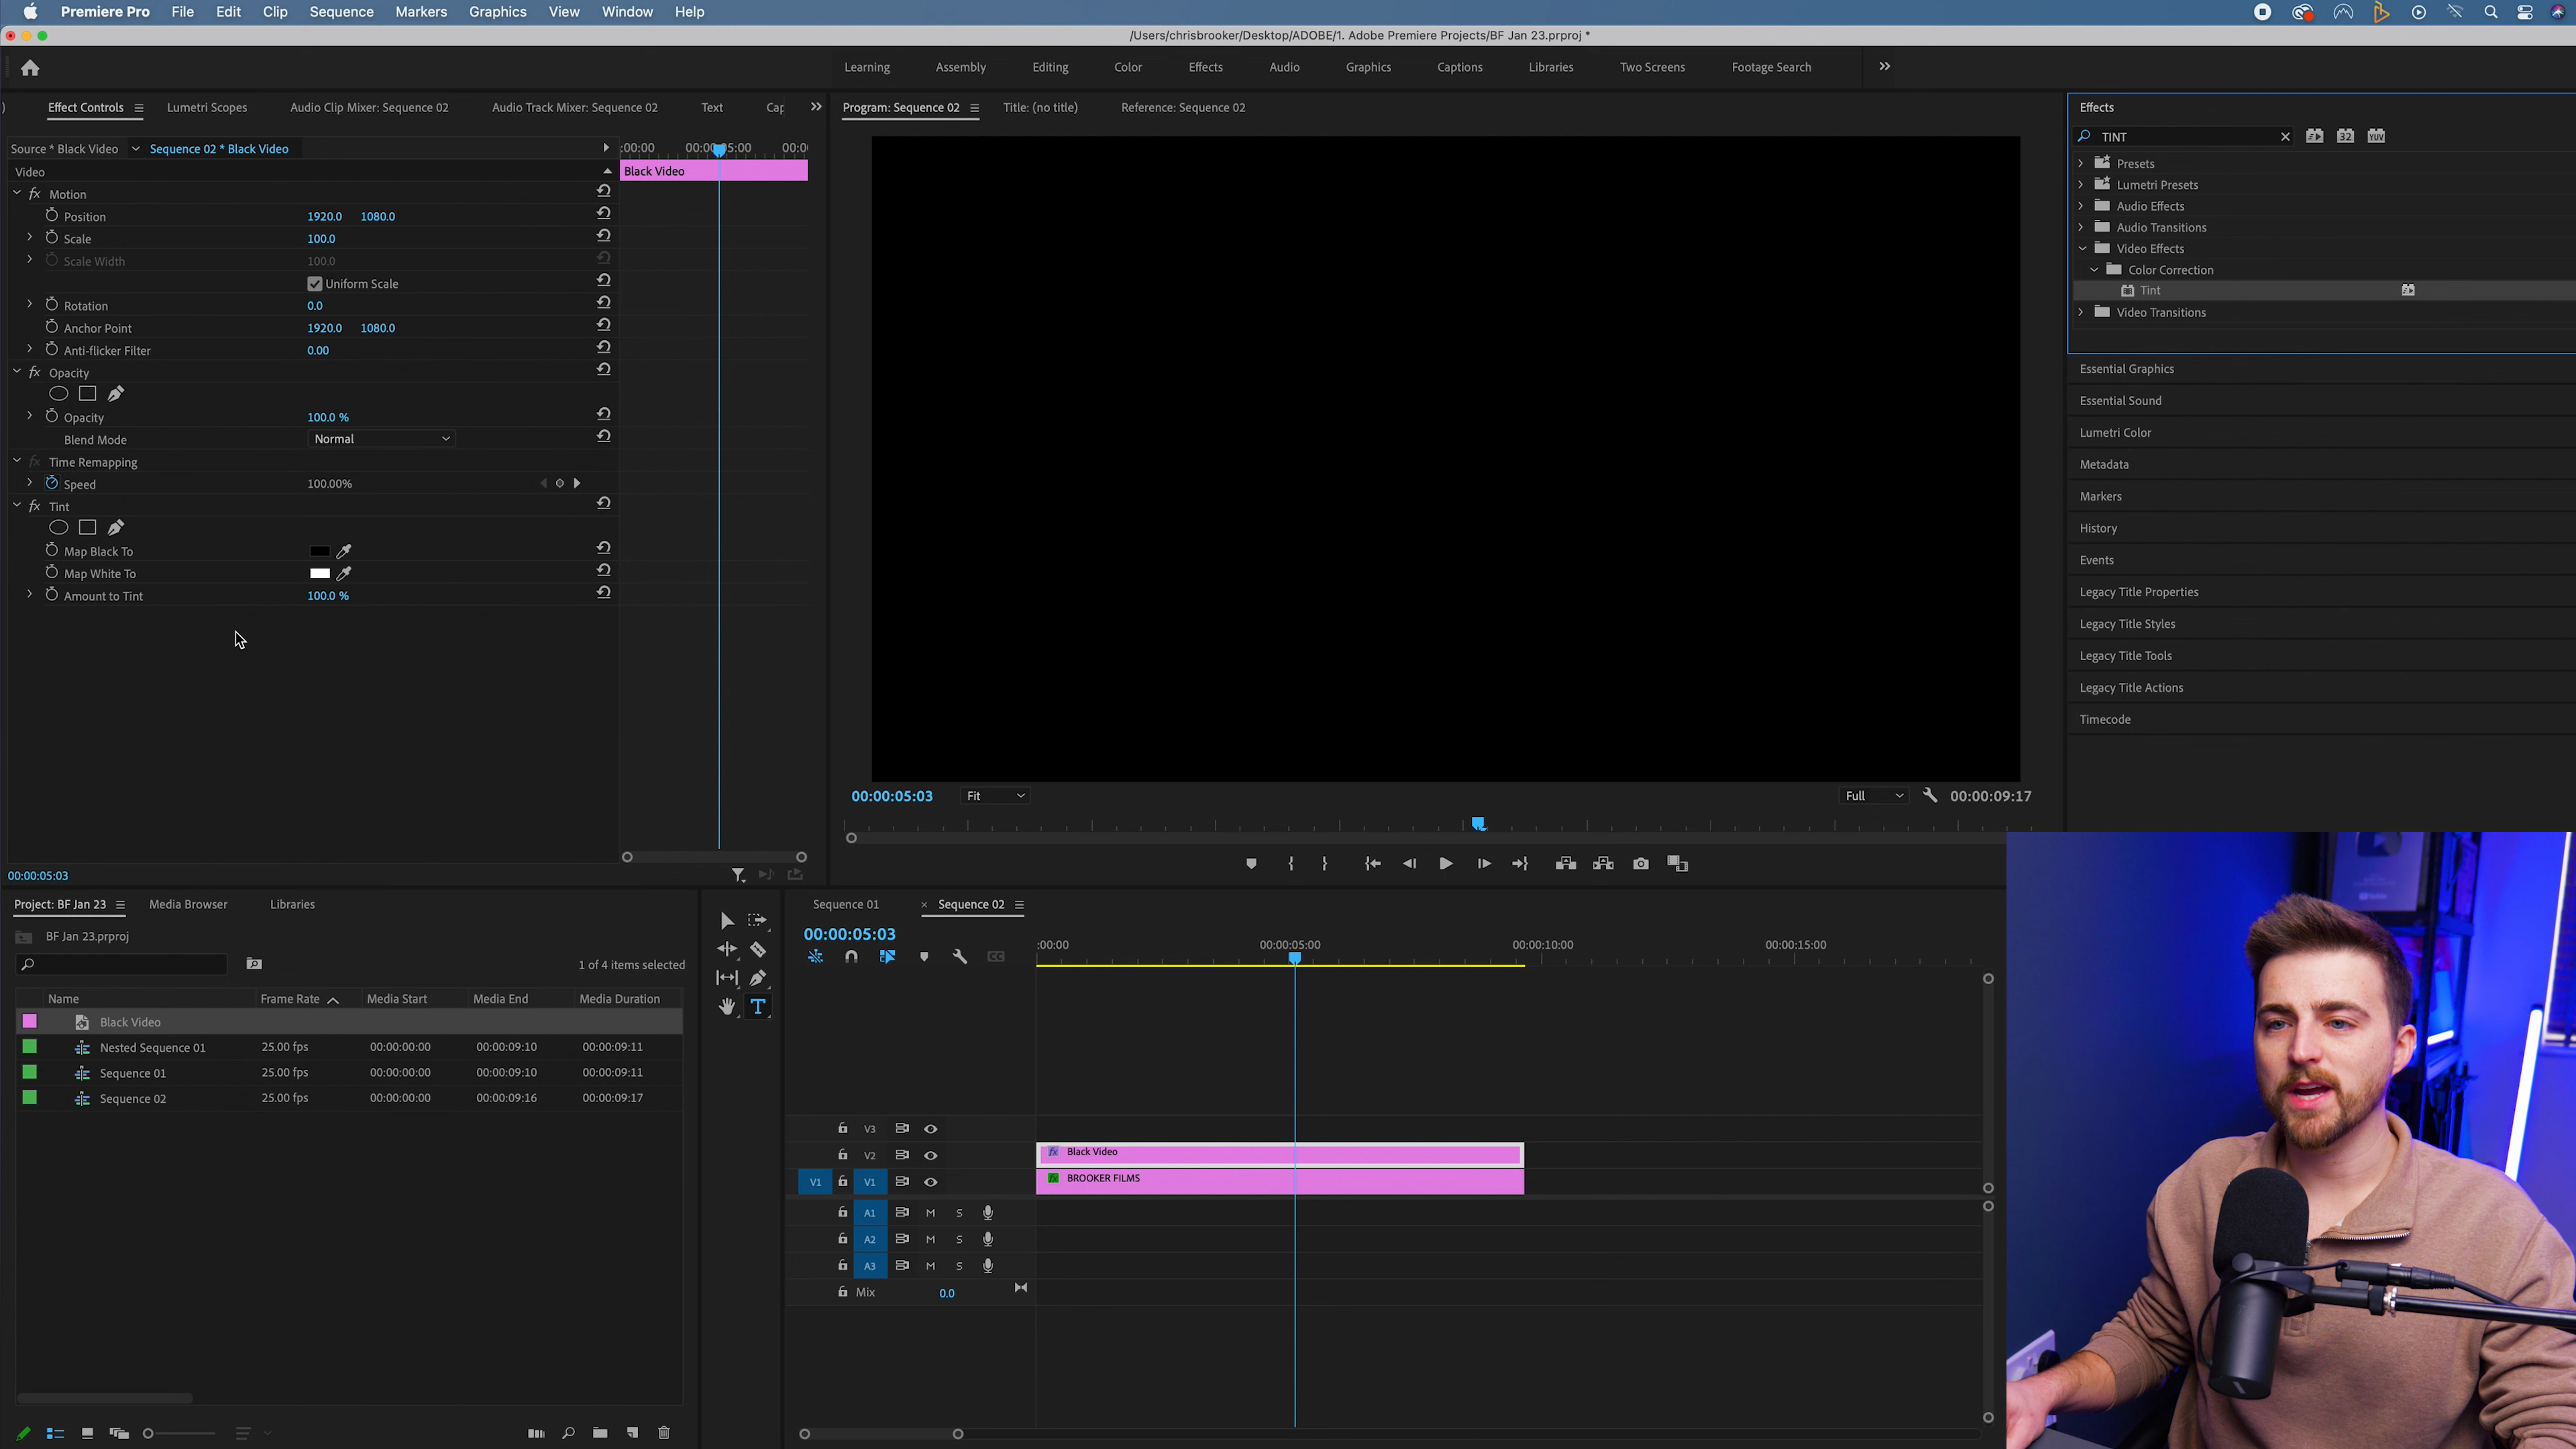 Premiere Pro File Edit Clip Sequence Markers Graphics View Window Help
/Users/chrisbrooker/Desktop/ADOBE/1. Adobe Premiere Projects/BF Jan 23.prproj *
Learning Assembly Editing Color Effects Audio Graphics Captions Libraries Two Screens Footage Search
Effect Controls Lumetri Scopes Audio Clip Mixer: Sequence 02 Audio Track Mixer: Sequence 02 Text Cap
Source * Black Video Sequence 02 * Black Video
:00:00 00:00:05:00 00:0
Video
Black Video
Motion
Position 1920.0 1080.0
Scale 100.0
Scale Width 100.0
Uniform Scale
Rotation 0.0
Anchor Point 1920.0 1080.0
Anti-flicker Filter 0.00
Opacity
Opacity 100.0 %
Blend Mode Normal
Time Remapping
Speed 100.00%
Tint
Map Black To
Map White To
Amount to Tint 100.0 %
00:00:05:03
Program: Sequence 02 Title: (no title) Reference: Sequence 02
00:00:05:03 Fit Full 00:00:09:17
Effects
TINT 32 YUV
Presets
Lumetri Presets
Audio Effects
Audio Transitions
Video Effects
Color Correction
Tint
Video Transitions
Essential Graphics
Essential Sound
Lumetri Color
Metadata
Markers
History
Events
Legacy Title Properties
Legacy Title Styles
Legacy Title Tools
Legacy Title Actions
Timecode
Project: BF Jan 23 Media Browser Libraries
BF Jan 23.prproj
1 of 4 items selected
Name Frame Rate Media Start Media End Media Duration
Black Video
Nested Sequence 01 25.00 fps 00:00:00:00 00:00:09:10 00:00:09:11
Sequence 01 25.00 fps 00:00:00:00 00:00:09:10 00:00:09:11
Sequence 02 25.00 fps 00:00:00:00 00:00:09:16 00:00:09:17
T
Sequence 01 × Sequence 02
00:00:05:03
:00:00 00:00:05:00 00:00:10:00 00:00:15:00
V3
V2 fx Black Video
V1 V1 fx BROOKER FILMS
A1 M S
A2 M S
A3 M S
Mix 0.0